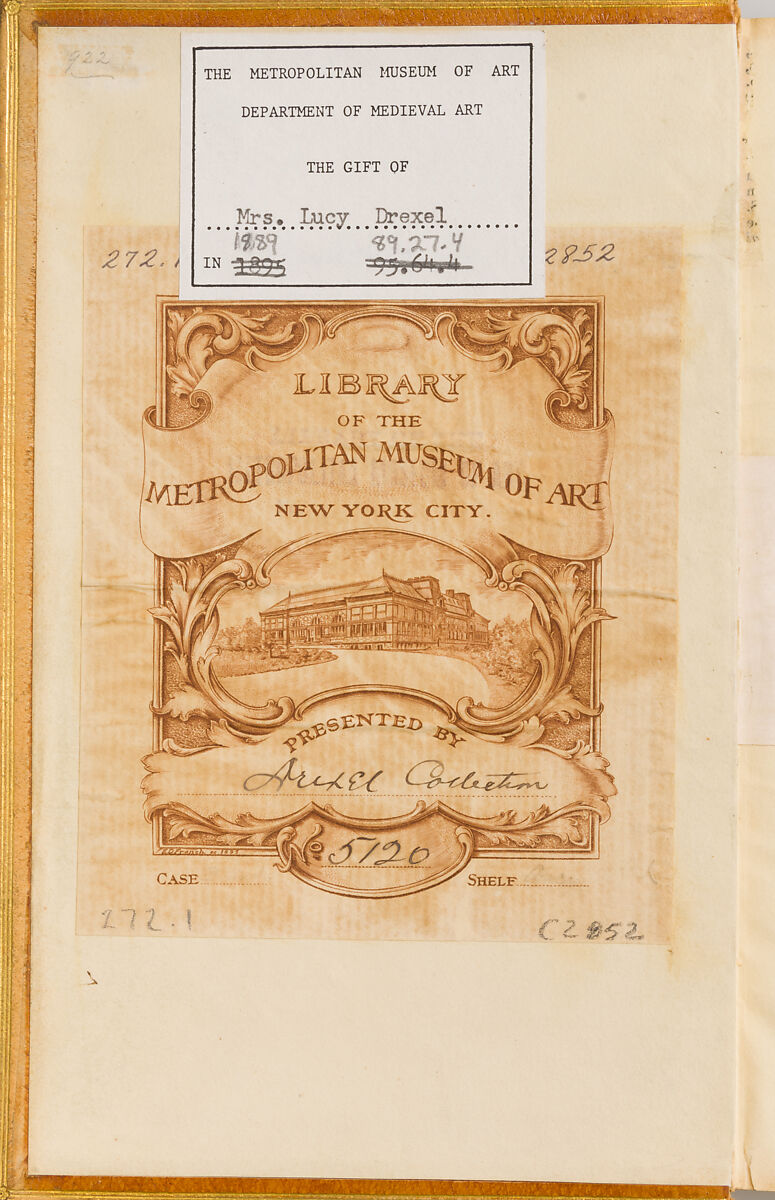 922
THE METROPOLITAN MUSEUM OF ART
DEPARTMENT OF MEDIEVAL ART
THE GIFT OF
Mrs. Lucy Drexel
1889 89.27.4
IN 1895 95.64.4
272.1 2852
LIBRARY
OF THE
METROPOLITAN MUSEUM OF ART
NEW YORK CITY.
PRESENTED BY
Drexel Collection
No 5120
CASE SHELF
272.1 C2852